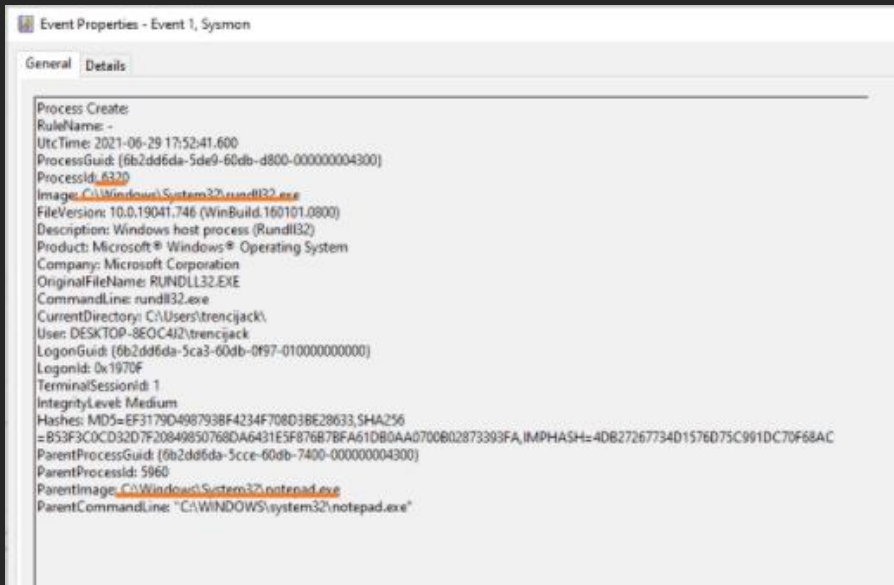 Event Properties - Event 1, Sysmon
General Details
Process Create:
RuleName: -
UtcTime: 2021-06-29 17:52:41.600
ProcessGuid: {6b2dd6da-5de9-60db-d800-000000004300}
ProcessId: 6320
Image: C:\Windows\System32\rundll32.exe
FileVersion: 10.0.19041.746 (WinBuild.160101.0800)
Description: Windows host process (Rundll32)
Product: Microsoft® Windows® Operating System
Company: Microsoft Corporation
OriginalFileName: RUNDLL32.EXE
CommandLine: rundll32.exe
CurrentDirectory: C:\Users\trencijack\
User: DESKTOP-8EOC4J2\trencijack
LogonGuid: {6b2dd6da-5ca3-60db-0f97-010000000000}
LogonId: 0x1970F
TerminalSessionId: 1
IntegrityLevel: Medium
Hashes: MD5=EF3179D498793BF4234F708D3BE28633,SHA256
=B53F3C0CD32D7F20849850768DA6431E5F876B7BFA61DB0AA0700B02873393FA,IMPHASH=4DB27267734D1576D75C991DC70F68AC
ParentProcessGuid: {6b2dd6da-5cce-60db-7400-000000004300}
ParentProcessId: 5960
ParentImage: C:\Windows\System32\notepad.exe
ParentCommandLine: "C:\WINDOWS\system32\notepad.exe"